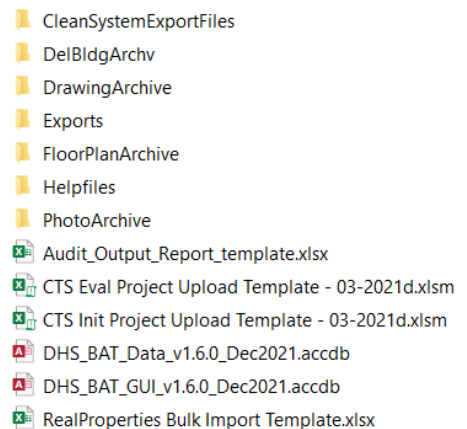 CleanSystemExportFiles
DelBldgArchv
DrawingArchive
Exports
FloorPlanArchive
Helpfiles
PhotoArchive
Audit_Output_Report_template.xlsx
CTS Eval Project Upload Template - 03-2021d.xlsm
CTS Init Project Upload Template - 03-2021d.xlsm
DHS_BAT_Data_v1.6.0_Dec2021.accdb
DHS_BAT_GUI_v1.6.0_Dec2021.accdb
RealProperties Bulk Import Template.xlsx